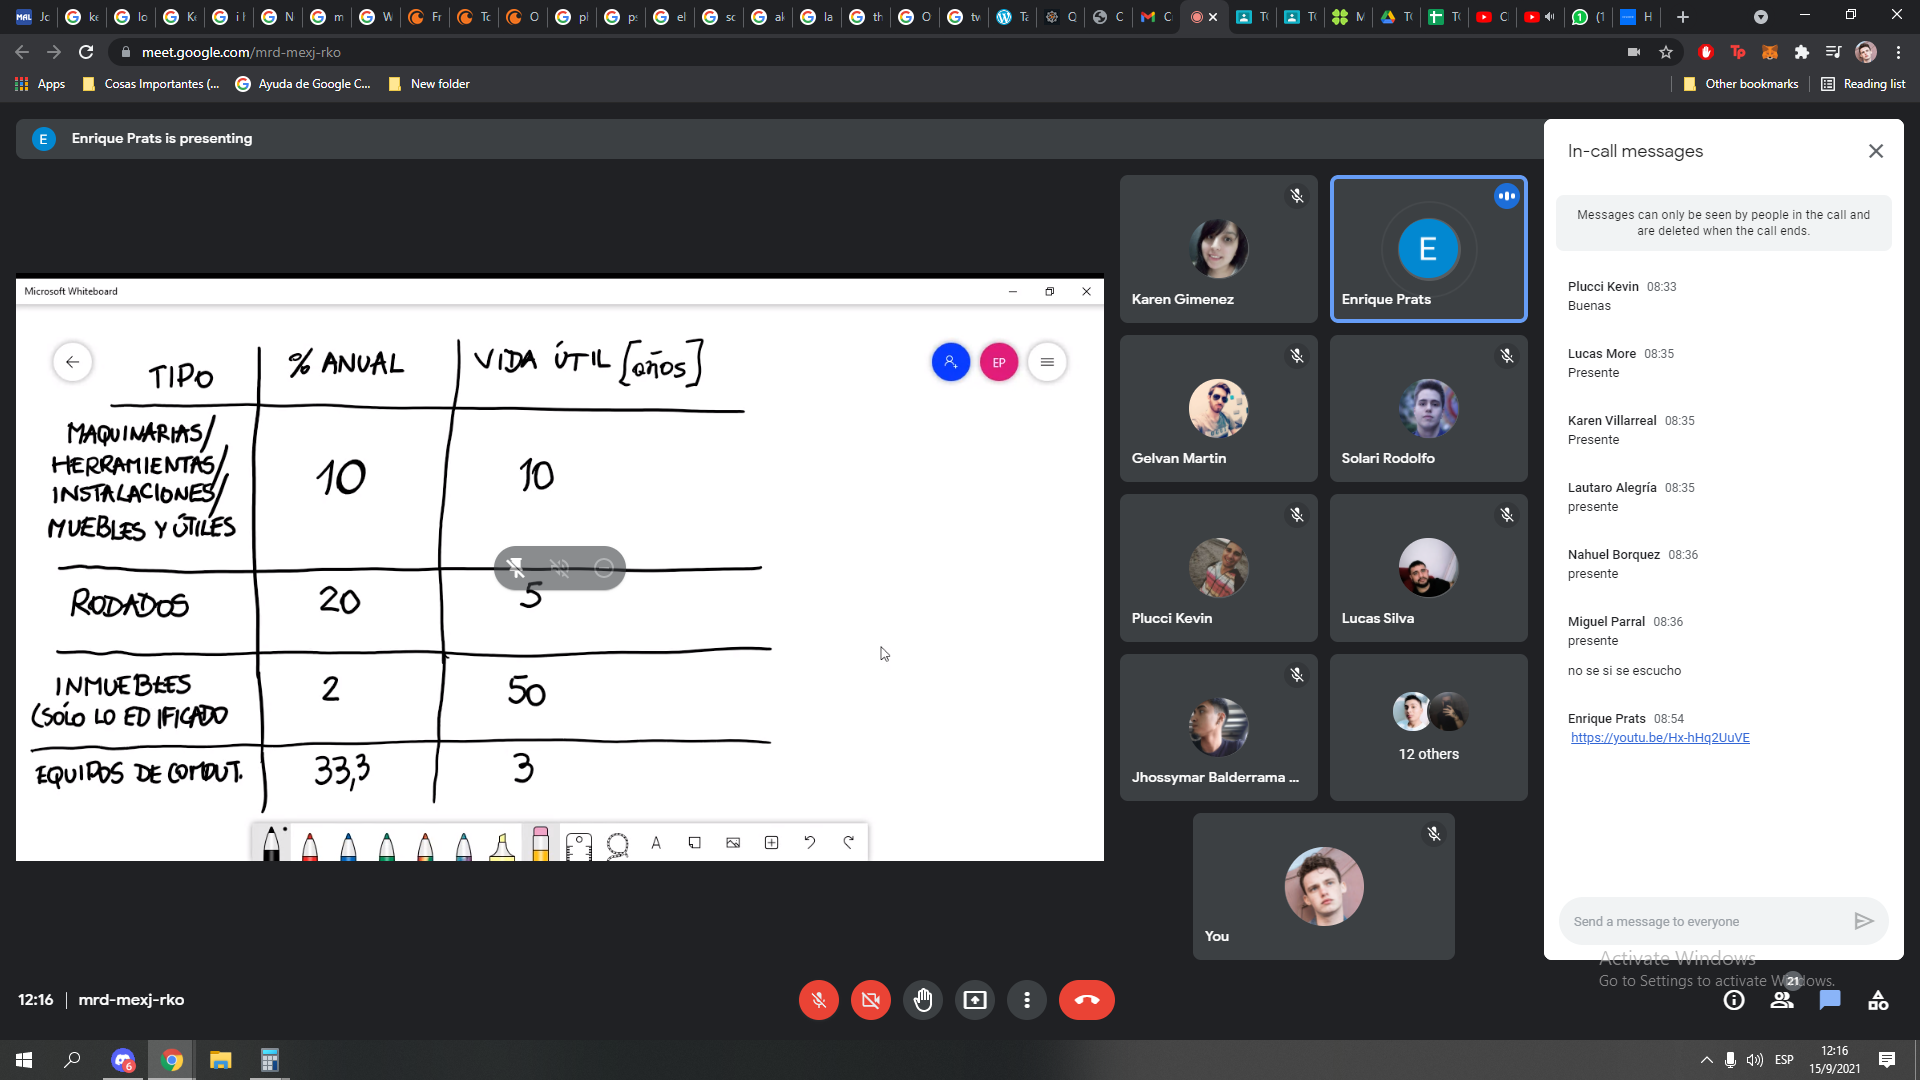 meet.google.com/mrd-mexj-rko
Apps
Cosas Importantes (...
Ayuda de Google C...
New folder
Other bookmarks
Reading list
E
Enrique Prats is presenting
Microsoft Whiteboard
EP
TIPO
% ANUAL
VIDA ÚTIL [años]
MAQUINARIAS/
HERRAMIENTAS/
INSTALACIONES/
MUEBLES Y ÚTILES
10
10
RODADOS
20
5
INMUEBLES
(SÓLO LO EDIFICADO
2
50
EQUIPOS DE COMPUT.
33,3
3
Karen Gimenez
E
Enrique Prats
Gelvan Martin
Solari Rodolfo
Plucci Kevin
Lucas Silva
Jhossymar Balderrama ...
12 others
You
In-call messages
Messages can only be seen by people in the call and
are deleted when the call ends.
Plucci Kevin 08:33
Buenas
Lucas More 08:35
Presente
Karen Villarreal 08:35
Presente
Lautaro Alegría 08:35
presente
Nahuel Borquez 08:36
presente
Miguel Parral 08:36
presente
no se si se escucho
Enrique Prats 08:54
https://youtu.be/Hx-hHq2UuVE
Send a message to everyone
Activate Windows
Go to Settings to activate Windows.
12:16 | mrd-mexj-rko
21
6
ESP
12:16
15/9/2021